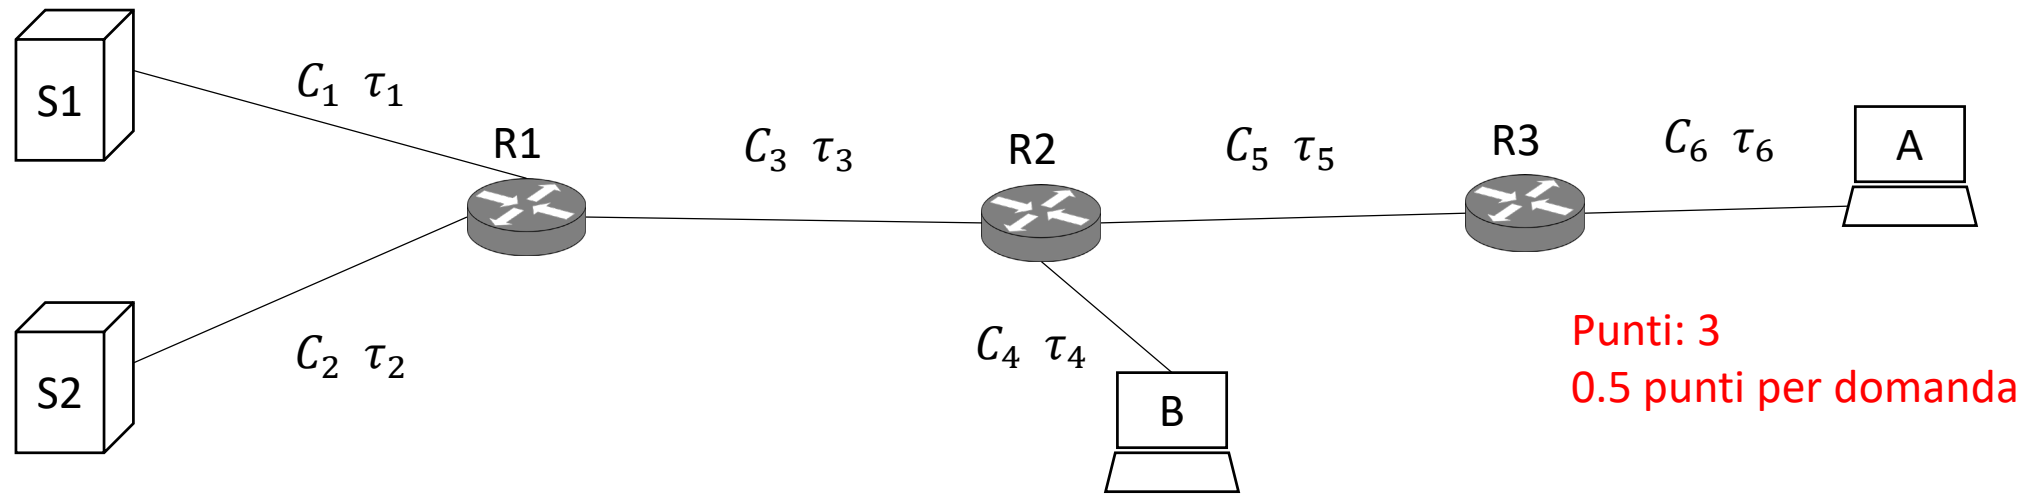 S1
C₁ τ₁
R1
C₃ τ₃
R2
C₅ τ₅
R3
C₆ τ₆
A
S2
C₂ τ₂
C₄ τ₄
B
Punti: 3
0.5 punti per domanda